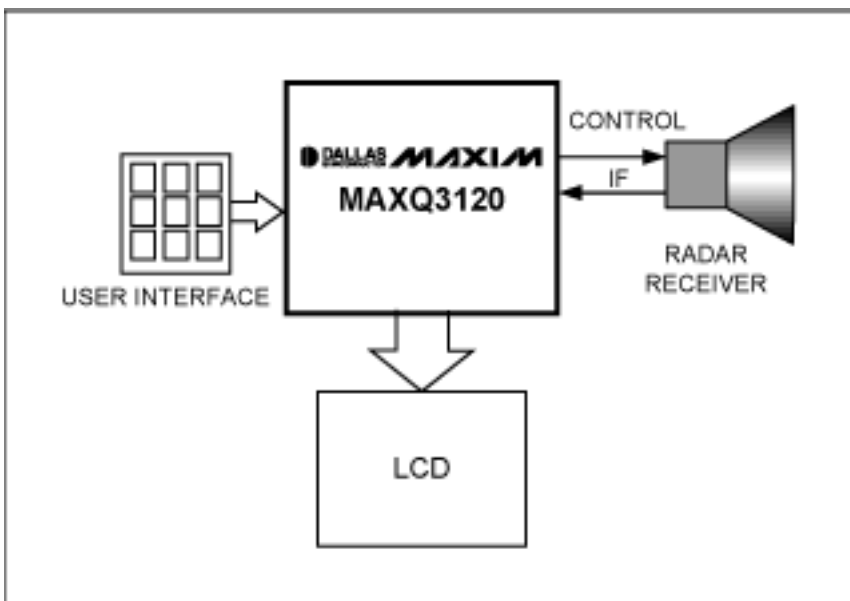 DALLAS MAXIM
MAXQ3120
CONTROL
IF
RADAR
RECEIVER
USER INTERFACE
LCD